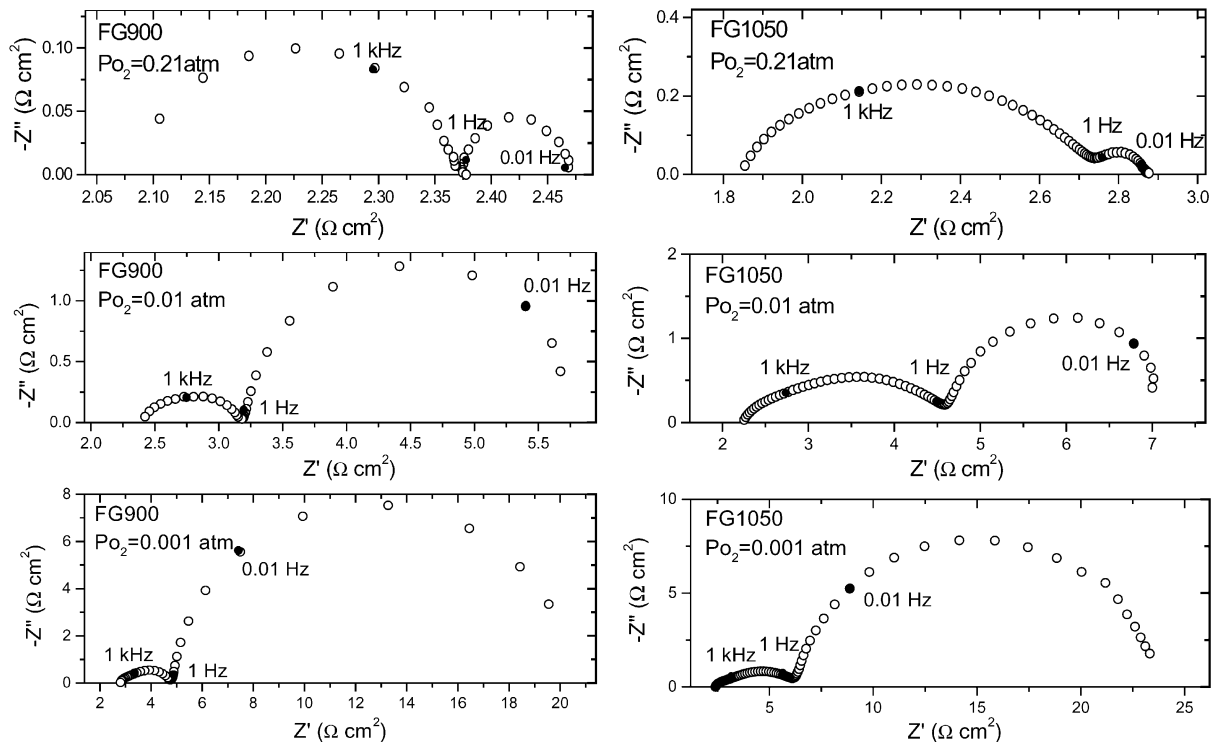 FG900
Po₂=0.21atm
1 kHz
1 Hz
0.01 Hz
0.10
0.05
0.00
-Z" (Ω cm²)
2.05 2.10 2.15 2.20 2.25 2.30 2.35 2.40 2.45
Z' (Ω cm²)
FG1050
Po₂=0.21atm
1 kHz
1 Hz
0.01 Hz
0.4
0.2
0.0
-Z" (Ω cm²)
1.8 2.0 2.2 2.4 2.6 2.8 3.0
Z' (Ω cm²)
FG900
Po₂=0.01 atm
0.01 Hz
1 kHz
1 Hz
1.0
0.5
0.0
-Z" (Ω cm²)
2.0 2.5 3.0 3.5 4.0 4.5 5.0 5.5
Z' (Ω cm²)
FG1050
Po₂=0.01 atm
1 kHz
1 Hz
0.01 Hz
2
1
0
-Z" (Ω cm²)
2 3 4 5 6 7
Z' (Ω cm²)
FG900
Po₂=0.001 atm
0.01 Hz
1 kHz
1 Hz
8
6
4
2
0
-Z" (Ω cm²)
2 4 6 8 10 12 14 16 18 20
Z' (Ω cm²)
FG1050
Po₂=0.001 atm
0.01 Hz
1 Hz
1 kHz
10
5
0
-Z" (Ω cm²)
5 10 15 20 25
Z' (Ω cm²)